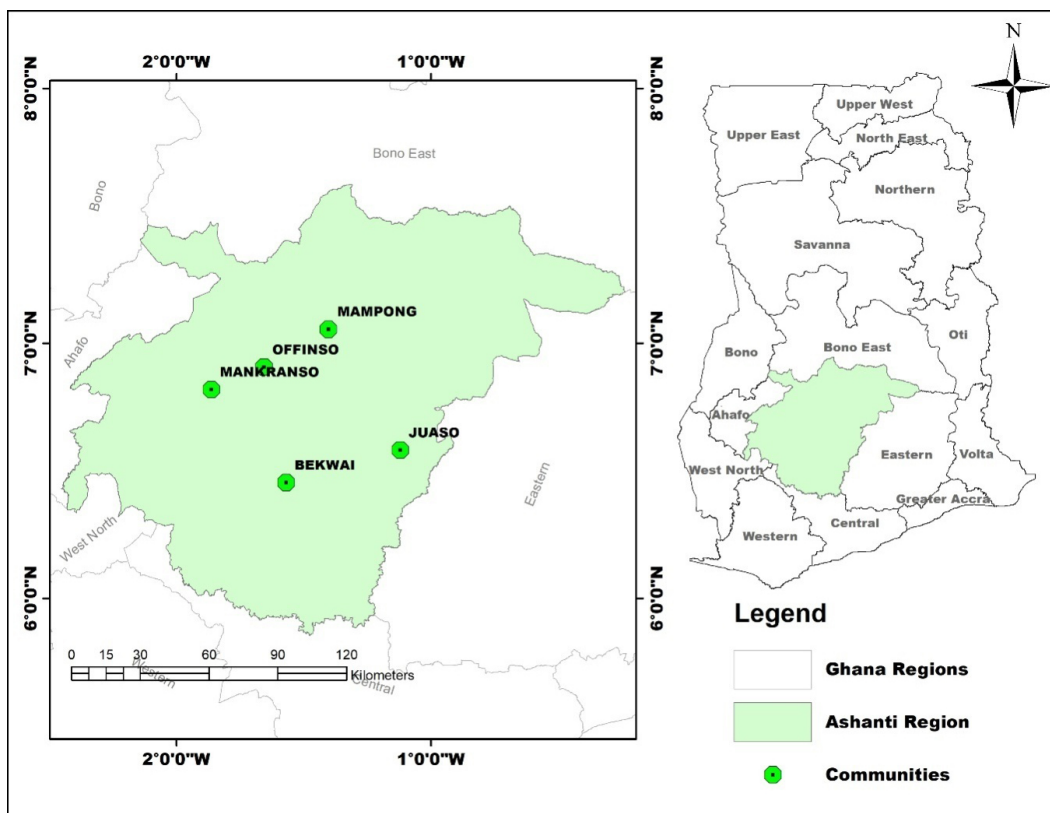 2°0'0"W
1°0'0"W
8°0'0"N
8°0'0"N
Bono East
Bono
MAMPONG
7°0'0"N
7°0'0"N
OFFINSO
Ahafo
MANKRANSO
JUASO
BEKWAI
Eastern
West North
6°0'0"N
6°0'0"N
0 15 30 60 90 120
Kilometers
Western
Central
2°0'0"W
1°0'0"W
N
Upper West
Upper East
North East
Northern
Savanna
Oti
Bono
Bono East
Ahafo
West North
Eastern
Volta
Greater Accra
Central
Western
Legend
Ghana Regions
Ashanti Region
Communities